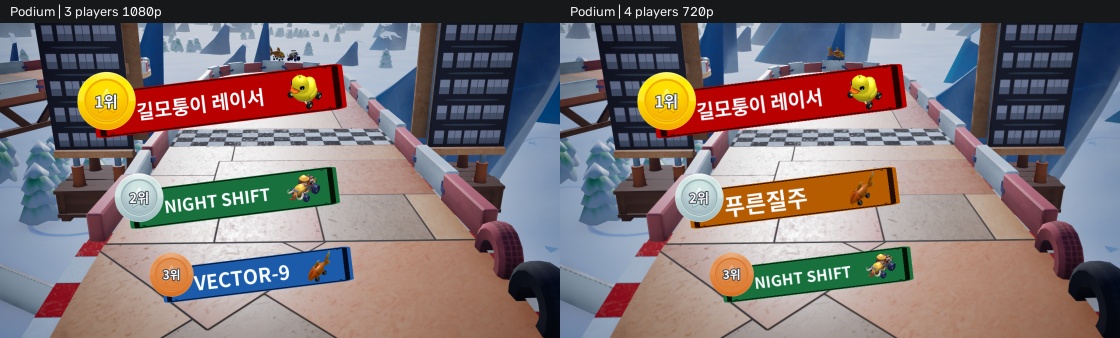 Podium | 3 players 1080p
1위
길모퉁이 레이서
2위
NIGHT SHIFT
3위
VECTOR-9
Podium | 4 players 720p
1위
길모퉁이 레이서
2위
푸른질주
3위
NIGHT SHIFT